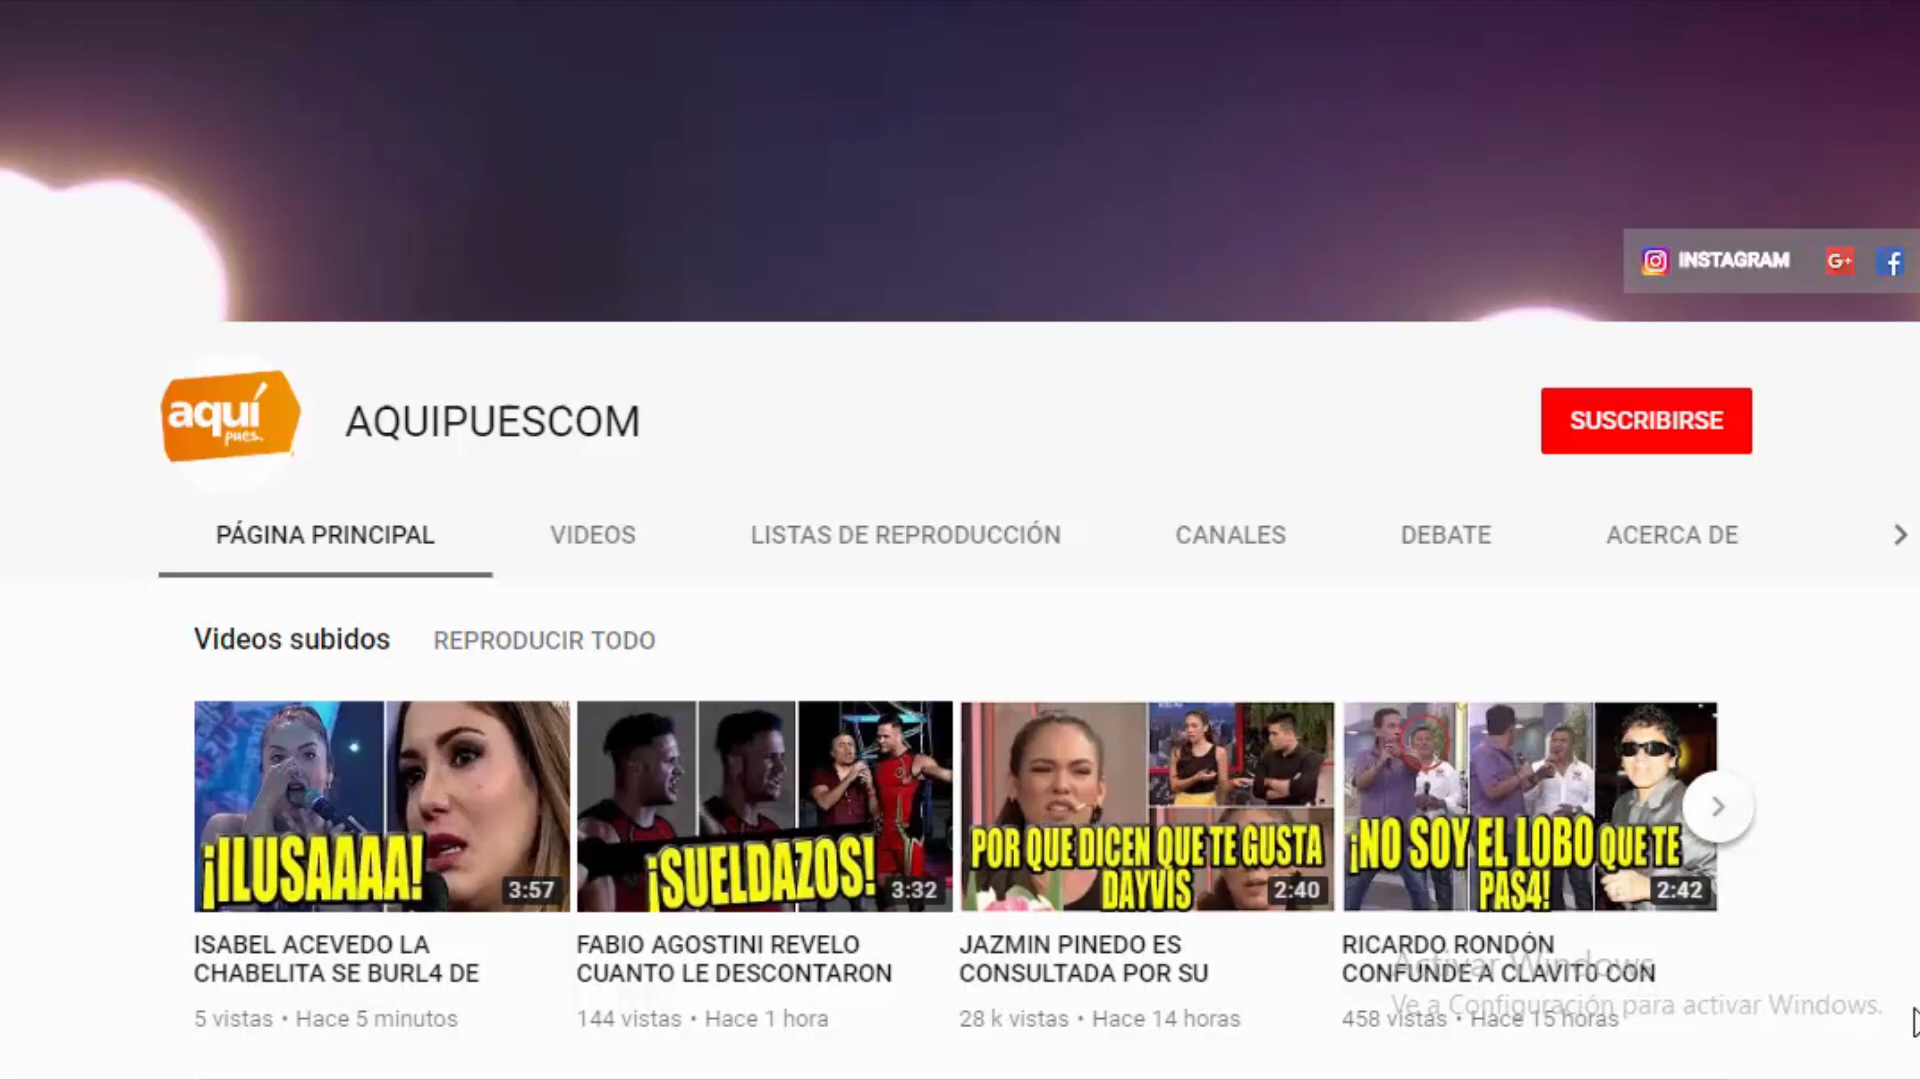 INSTAGRAM
G+
f
aquí
pues.
AQUIPUESCOM
SUSCRIBIRSE
PÁGINA PRINCIPAL
VIDEOS
LISTAS DE REPRODUCCIÓN
CANALES
DEBATE
ACERCA DE
Videos subidos
REPRODUCIR TODO
¡ILUSAAAA!
3:57
¡SUELDAZOS!
3:32
POR QUE DICEN QUE TE GUSTA
DAYVIS
2:40
¡NO SOY EL LOBO QUE TE
PAS4!
2:42
ISABEL ACEVEDO LA
CHABELITA SE BURL4 DE
5 vistas • Hace 5 minutos
FABIO AGOSTINI REVELO
CUANTO LE DESCONTARON
144 vistas • Hace 1 hora
JAZMIN PINEDO ES
CONSULTADA POR SU
28 k vistas • Hace 14 horas
RICARDO RONDÓN
CONFUNDE A CLAVIT0 CON
458 vistas • Hace 15 horas
Activar Windows
Ve a Configuración para activar Windows.